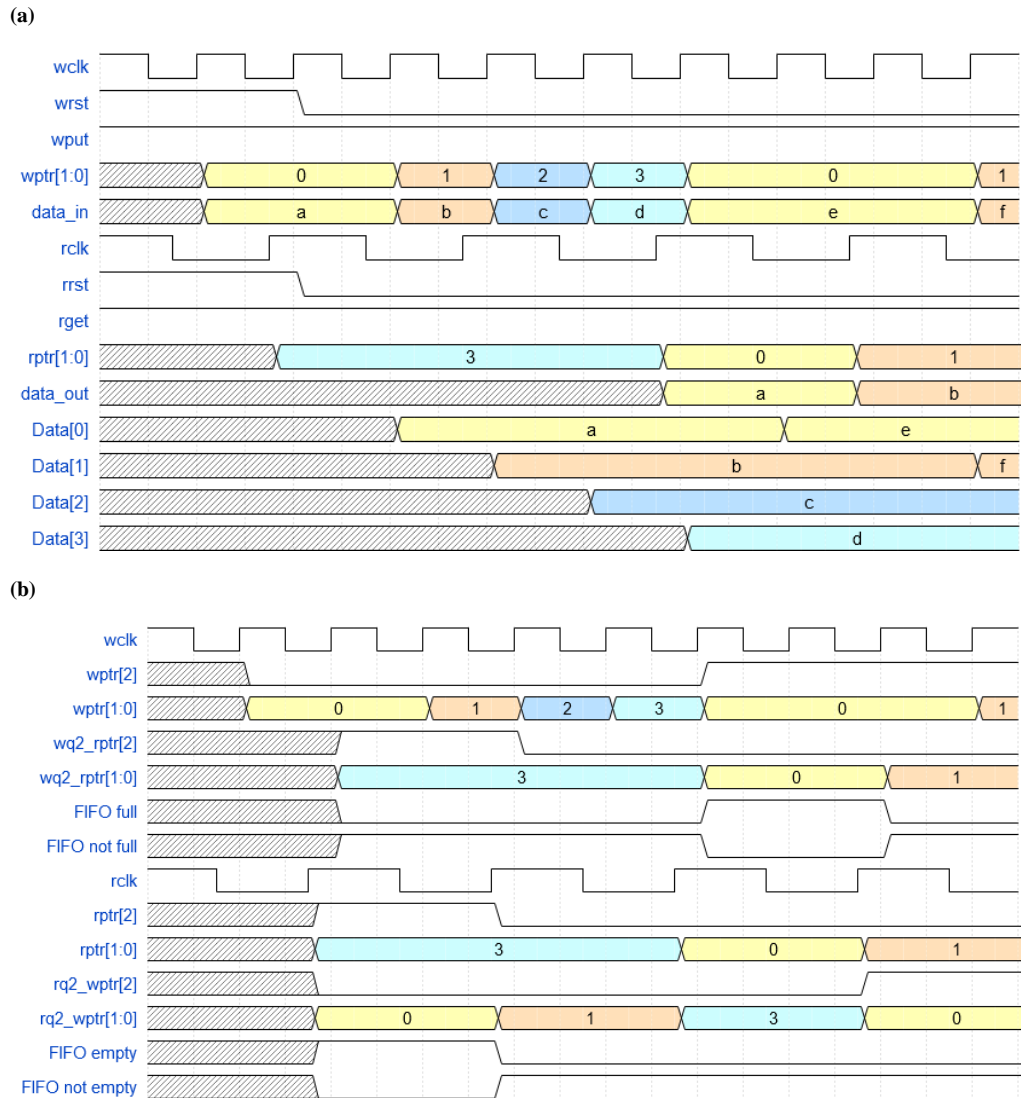 (a)
wclk
wrst
wput
wptr[1:0] 0 1 2 3 0 1
data_in a b c d e f
rclk
rrst
rget
rptr[1:0] 3 0 1
data_out a b
Data[0] a e
Data[1] b f
Data[2] c
Data[3] d
(b)
wclk
wptr[2]
wptr[1:0] 0 1 2 3 0 1
wq2_rptr[2]
wq2_rptr[1:0] 3 0 1
FIFO full
FIFO not full
rclk
rptr[2]
rptr[1:0] 3 0 1
rq2_wptr[2]
rq2_wptr[1:0] 0 1 3 0
FIFO empty
FIFO not empty